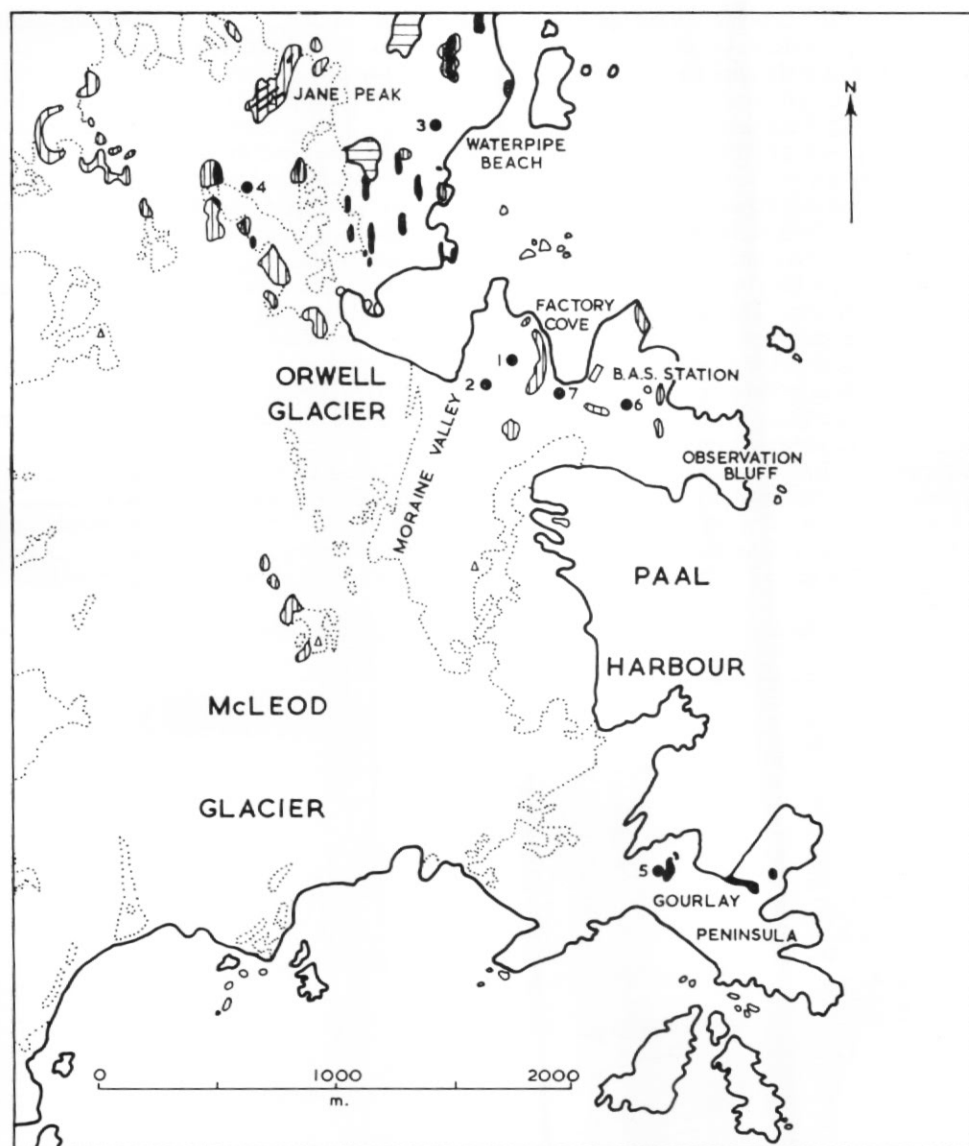 N
JANE PEAK
3
WATERPIPE
BEACH
4
FACTORY
COVE
1
ORWELL
GLACIER
2
B.A.S. STATION
7
6
MORAINE VALLEY
OBSERVATION
BLUFF
PAAL
HARBOUR
McLEOD
GLACIER
5
GOURLAY
PENINSULA
0
1000
2000
m.